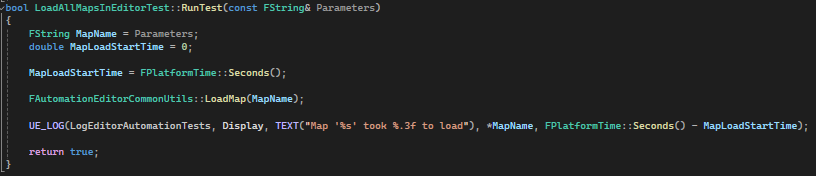 bool LoadAllMapsInEditorTest::RunTest(const FString& Parameters)
{
FString MapName = Parameters;
double MapLoadStartTime = 0;
MapLoadStartTime = FPlatformTime::Seconds();
FAutomationEditorCommonUtils::LoadMap(MapName);
UE_LOG(LogEditorAutomationTests, Display, TEXT("Map '%s' took %.3f to load"), *MapName, FPlatformTime::Seconds() - MapLoadStartTime);
return true;
}